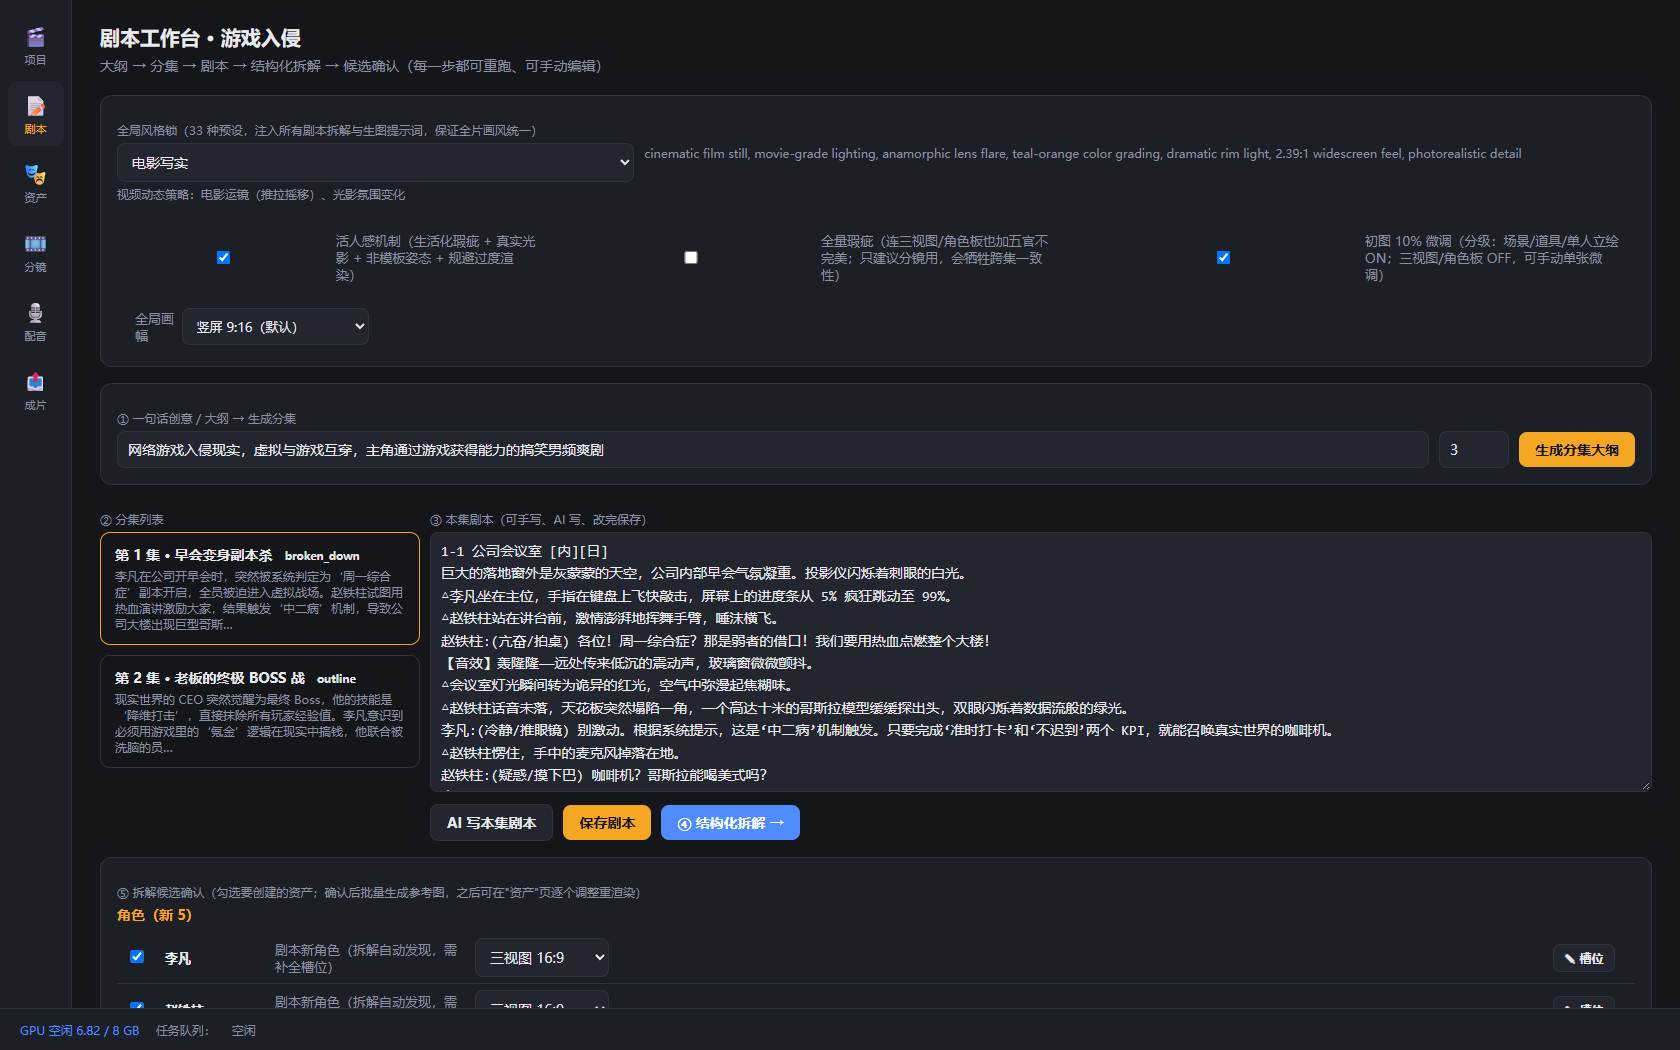 项目
剧本
资产
分镜
配音
成片
剧本工作台 • 游戏入侵
大纲 → 分集 → 剧本 → 结构化拆解 → 候选确认（每一步都可重跑、可手动编辑）
全局风格锁（33 种预设，注入所有剧本拆解与生图提示词，保证全片画风统一）
电影写实
cinematic film still, movie-grade lighting, anamorphic lens flare, teal-orange color grading, dramatic rim light, 2.39:1 widescreen feel, photorealistic detail
视频动态策略：电影运镜（推拉摇移）、光影氛围变化
活人感机制（生活化瑕疵 + 真实光
影 + 非模板姿态 + 规避过度渲
染）
全量瑕疵（连三视图/角色板也加五官不
完美；只建议分镜用，会牺牲跨集一致
性）
初图 10% 微调（分级：场景/道具/单人立绘
ON；三视图/角色板 OFF，可手动单张微
调）
全局画
幅
竖屏 9:16（默认）
① 一句话创意 / 大纲 → 生成分集
网络游戏入侵现实，虚拟与游戏互穿，主角通过游戏获得能力的搞笑男频爽剧
3
生成分集大纲
② 分集列表
第 1 集 • 早会变身副本杀 broken_down
李凡在公司开早会时，突然被系统判定为‘周一综合
症’副本开启，全员被迫进入虚拟战场。赵铁柱试图用
热血演讲激励大家，结果触发‘中二病’机制，导致公
司大楼出现巨型哥斯...
第 2 集 • 老板的终极 BOSS 战 outline
现实世界的 CEO 突然觉醒为最终 Boss，他的技能是
‘降维打击’，直接抹除所有玩家经验值。李凡意识到
必须用游戏里的‘氪金’逻辑在现实中搞钱，他联合被
洗脑的员...
③ 本集剧本（可手写、AI 写、改完保存）
1-1 公司会议室 [内][日]
巨大的落地窗外是灰蒙蒙的天空，公司内部早会气氛凝重。投影仪闪烁着刺眼的白光。
△李凡坐在主位，手指在键盘上飞快敲击，屏幕上的进度条从 5% 疯狂跳动至 99%。
△赵铁柱站在讲台前，激情澎湃地挥舞手臂，唾沫横飞。
赵铁柱:(亢奋/拍桌) 各位！周一综合症？那是弱者的借口！我们要用热血点燃整个大楼！
【音效】轰隆隆——远处传来低沉的震动声，玻璃窗微微颤抖。
△会议室灯光瞬间转为诡异的红光，空气中弥漫起焦糊味。
△赵铁柱话音未落，天花板突然塌陷一角，一个高达十米的哥斯拉模型缓缓探出头，双眼闪烁着数据流般的绿光。
李凡:(冷静/推眼镜) 别激动。根据系统提示，这是‘中二病’机制触发。只要完成‘准时打卡’和‘不迟到’两个 KPI，就能召唤真实世界的咖啡机。
△赵铁柱愣住，手中的麦克风掉落在地。
赵铁柱:(疑惑/摸下巴) 咖啡机？哥斯拉能喝美式吗？
AI 写本集剧本
保存剧本
④ 结构化拆解 →
⑤ 拆解候选确认（勾选要创建的资产；确认后批量生成参考图，之后可在"资产"页逐个调整重渲染）
角色（新 5）
李凡
剧本新角色（拆解自动发现，需
补全槽位）
三视图 16:9
槽位
赵铁柱
剧本新角色（拆解自动发现，需
三视图 16:9
槽位
GPU 空闲 6.82 / 8 GB
任务队列：
空闲